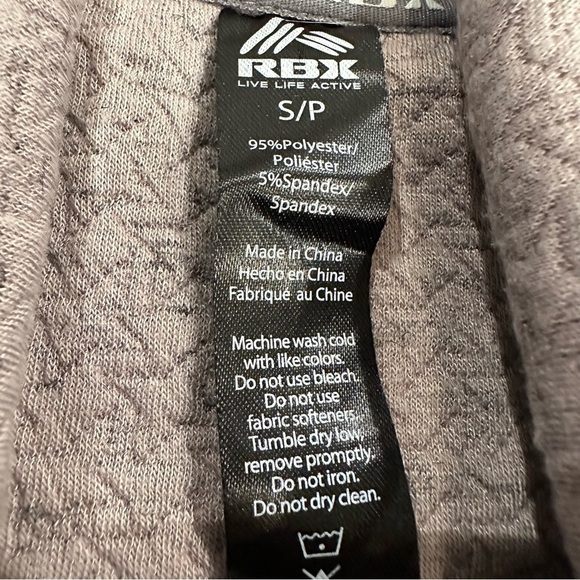 RBX
RBX
LIVE LIFE ACTIVE
S/P
95%Polyester/
Poliéster
5%Spandex/
Spandex
Made in China
Hecho en China
Fabrique au Chine
Machine wash cold
with like colors.
Do not use bleach.
Do not use
fabric softeners.
Tumble dry low,
remove promptly.
Do not iron.
Do not dry clean.